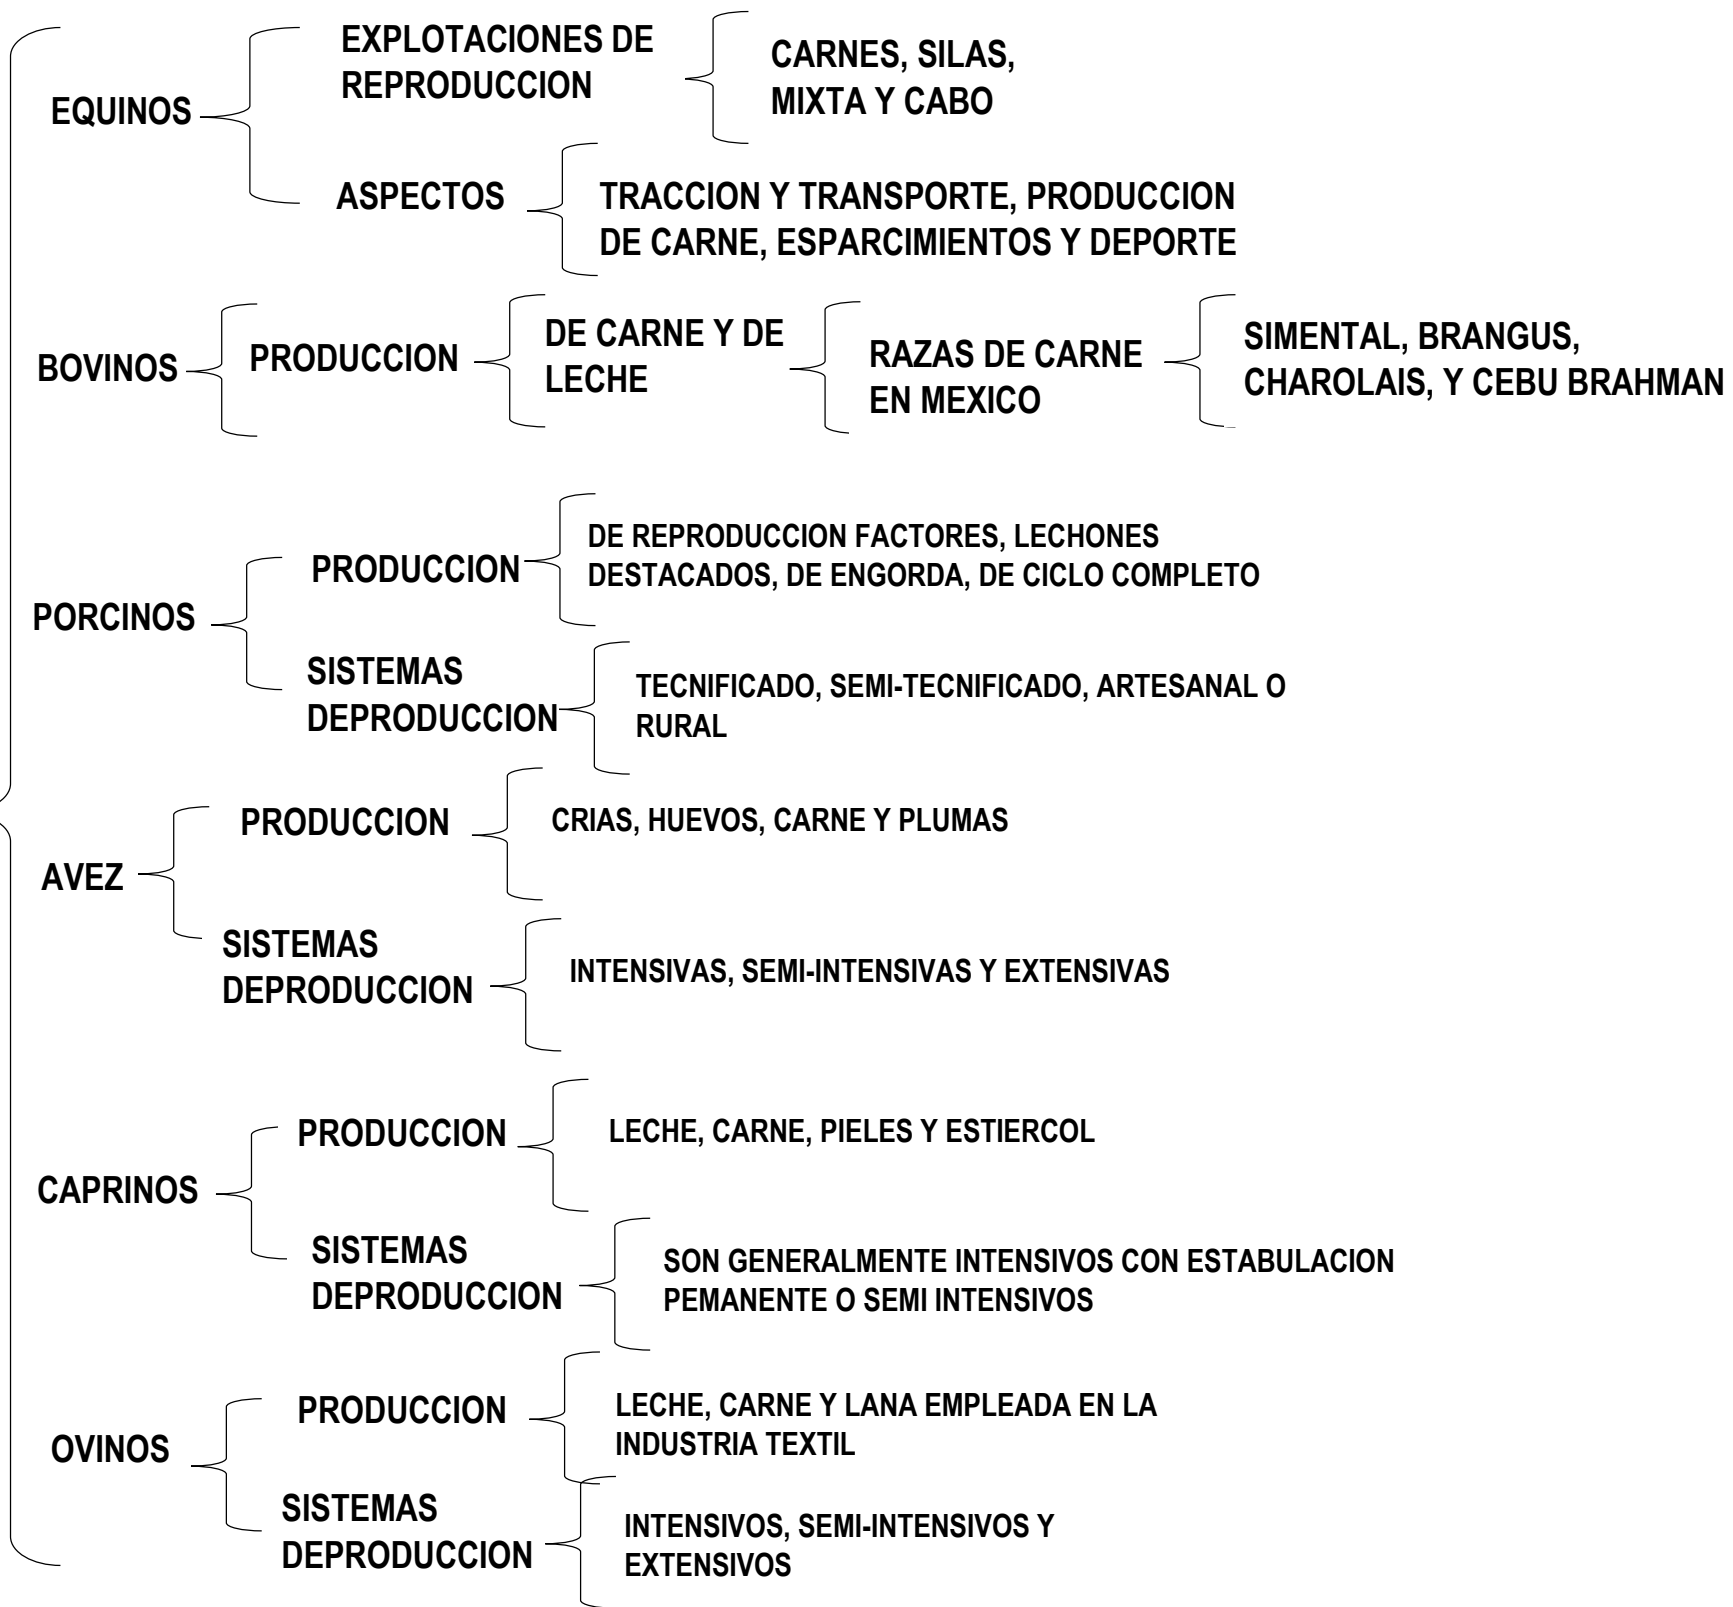 EQUINOS
EXPLOTACIONES DE
REPRODUCCION
CARNES, SILAS,
MIXTA Y CABO
ASPECTOS
TRACCION Y TRANSPORTE, PRODUCCION
DE CARNE, ESPARCIMIENTOS Y DEPORTE
BOVINOS
PRODUCCION
DE CARNE Y DE
LECHE
RAZAS DE CARNE
EN MEXICO
SIMENTAL, BRANGUS,
CHAROLAIS, Y CEBU BRAHMAN
PORCINOS
PRODUCCION
DE REPRODUCCION FACTORES, LECHONES
DESTACADOS, DE ENGORDA, DE CICLO COMPLETO
SISTEMAS
DEPRODUCCION
TECNIFICADO, SEMI-TECNIFICADO, ARTESANAL O
RURAL
AVEZ
PRODUCCION
CRIAS, HUEVOS, CARNE Y PLUMAS
SISTEMAS
DEPRODUCCION
INTENSIVAS, SEMI-INTENSIVAS Y EXTENSIVAS
CAPRINOS
PRODUCCION
LECHE, CARNE, PIELES Y ESTIERCOL
SISTEMAS
DEPRODUCCION
SON GENERALMENTE INTENSIVOS CON ESTABULACION
PEMANENTE O SEMI INTENSIVOS
OVINOS
PRODUCCION
LECHE, CARNE Y LANA EMPLEADA EN LA
INDUSTRIA TEXTIL
SISTEMAS
DEPRODUCCION
INTENSIVOS, SEMI-INTENSIVOS Y
EXTENSIVOS